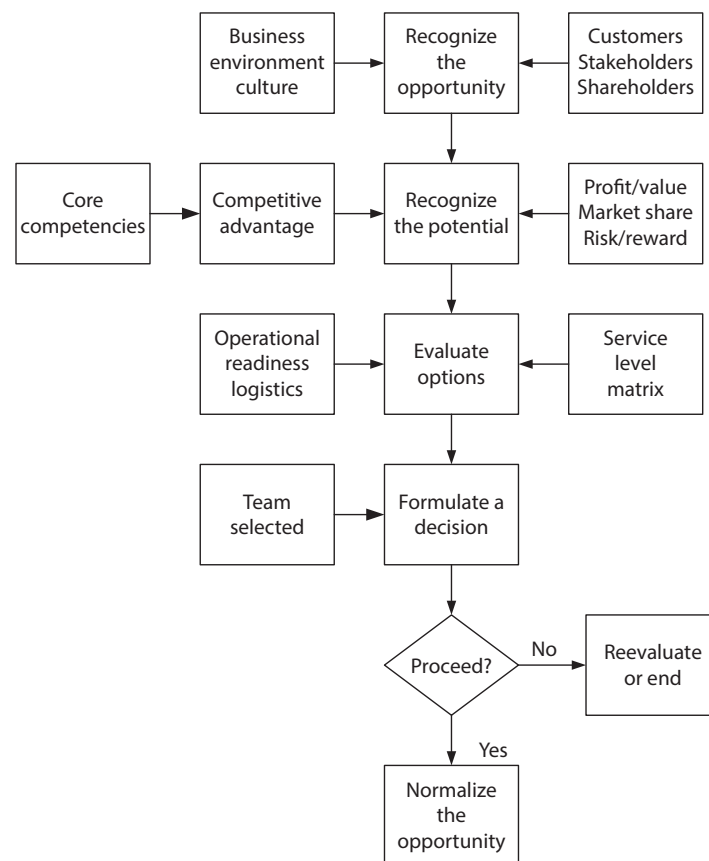 Business
environment
culture
Recognize
the
opportunity
Customers
Stakeholders
Shareholders
Core
competencies
Competitive
advantage
Recognize
the potential
Profit/value
Market share
Risk/reward
Operational
readiness
logistics
Evaluate
options
Service
level
matrix
Team
selected
Formulate a
decision
Proceed?
No
Reevaluate
or end
Yes
Normalize
the
opportunity